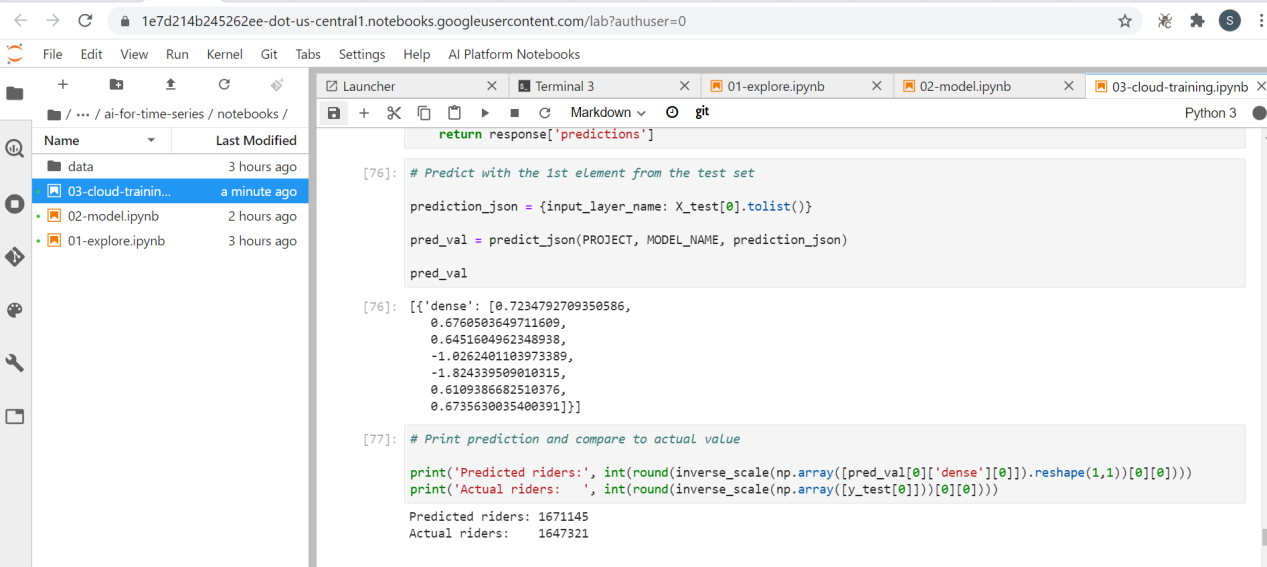 1e7d214b245262ee-dot-us-central1.notebooks.googleusercontent.com/lab?authuser=0
S
File Edit View Run Kernel Git Tabs Settings Help AI Platform Notebooks
/ ··· / ai-for-time-series / notebooks /
Name Last Modified
data 3 hours ago
03-cloud-trainin... a minute ago
02-model.ipynb 2 hours ago
01-explore.ipynb 3 hours ago
Launcher Terminal 3 01-explore.ipynb 02-model.ipynb 03-cloud-training.ipynb
Markdown git Python 3
return response['predictions']
[76]: # Predict with the 1st element from the test set
prediction_json = {input_layer_name: X_test[0].tolist()}
pred_val = predict_json(PROJECT, MODEL_NAME, prediction_json)
pred_val
[76]: [{'dense': [0.7234792709350586,
0.6760503649711609,
0.6451604962348938,
-1.0262401103973389,
-1.824339509010315,
0.6109386682510376,
0.6735630035400391]}]
[77]: # Print prediction and compare to actual value
print('Predicted riders:', int(round(inverse_scale(np.array([pred_val[0]['dense'][0]]).reshape(1,1))[0][0])))
print('Actual riders:   ', int(round(inverse_scale(np.array([y_test[0]]))[0][0])))
Predicted riders: 1671145
Actual riders:    1647321